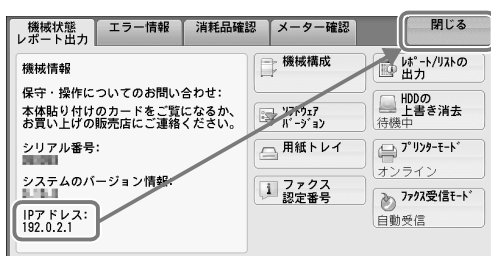 機械状態
レポート出力
エラー情報
消耗品確認
メーター確認
閉じる
機械情報
保守・操作についてのお問い合わせ:
本体貼り付けのカードをご覧になるか、
お買い上げの販売店にご連絡ください。
シリアル番号:
システムのバージョン情報:
IPアドレス:
192.0.2.1
機械構成
ソフトウェア
バージョン
用紙トレイ
ファクス
認定番号
レポート/リストの
出力
HDDの
上書き消去
待機中
プリンターモード
オンライン
ファクス受信モード
自動受信